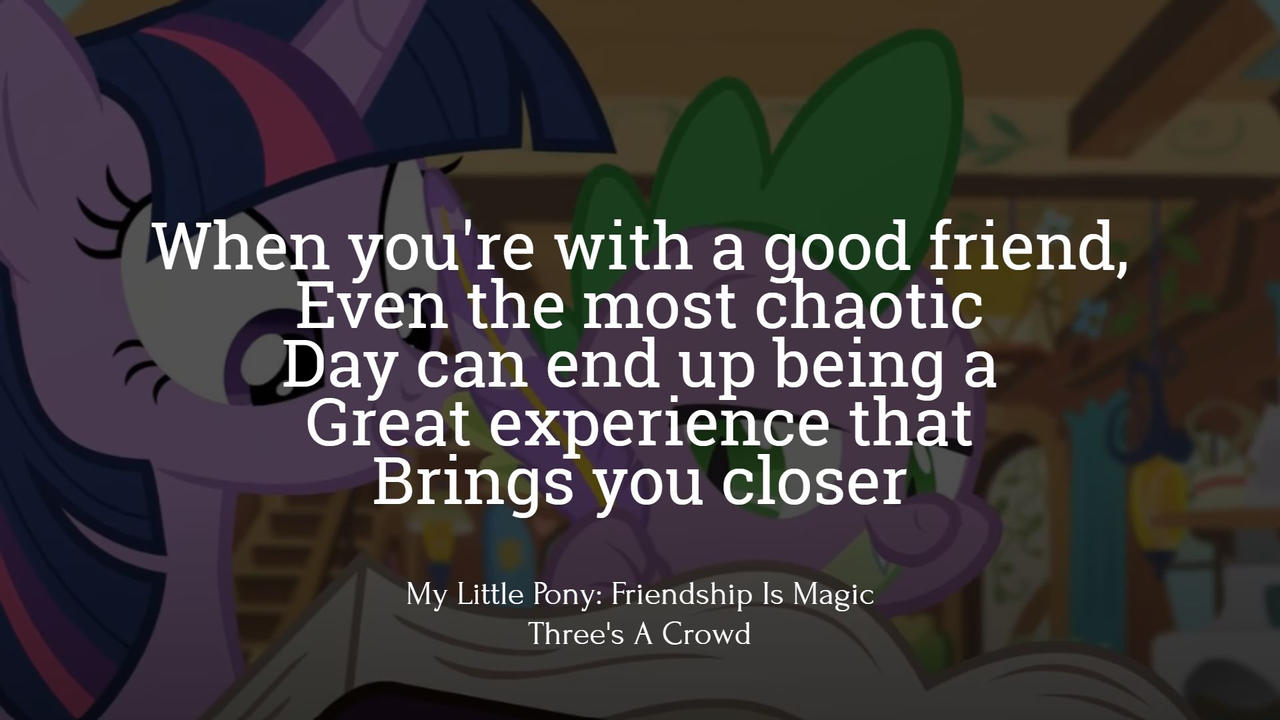 When you're with a good friend,
Even the most chaotic
Day can end up being a
Great experience that
Brings you closer
My Little Pony: Friendship Is Magic
Three's A Crowd